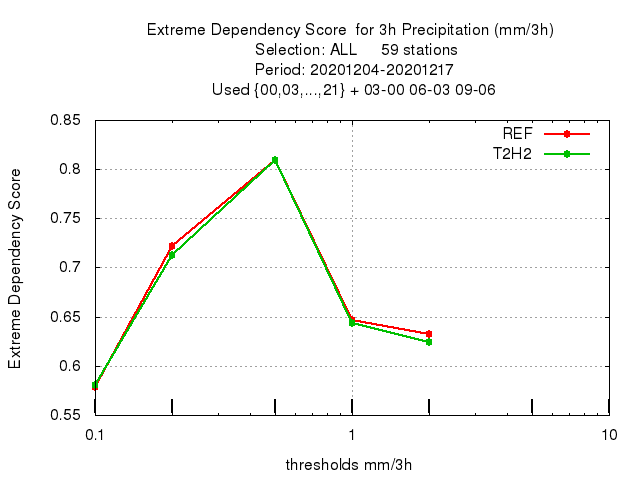 Extreme Dependency Score  for 3h Precipitation (mm/3h)
Selection: ALL     59 stations
Period: 20201204-20201217
Used {00,03,...,21} + 03-00 06-03 09-06
REF
T2H2
Extreme Dependency Score
0.85
0.8
0.75
0.7
0.65
0.6
0.55
0.1 1 10
thresholds mm/3h